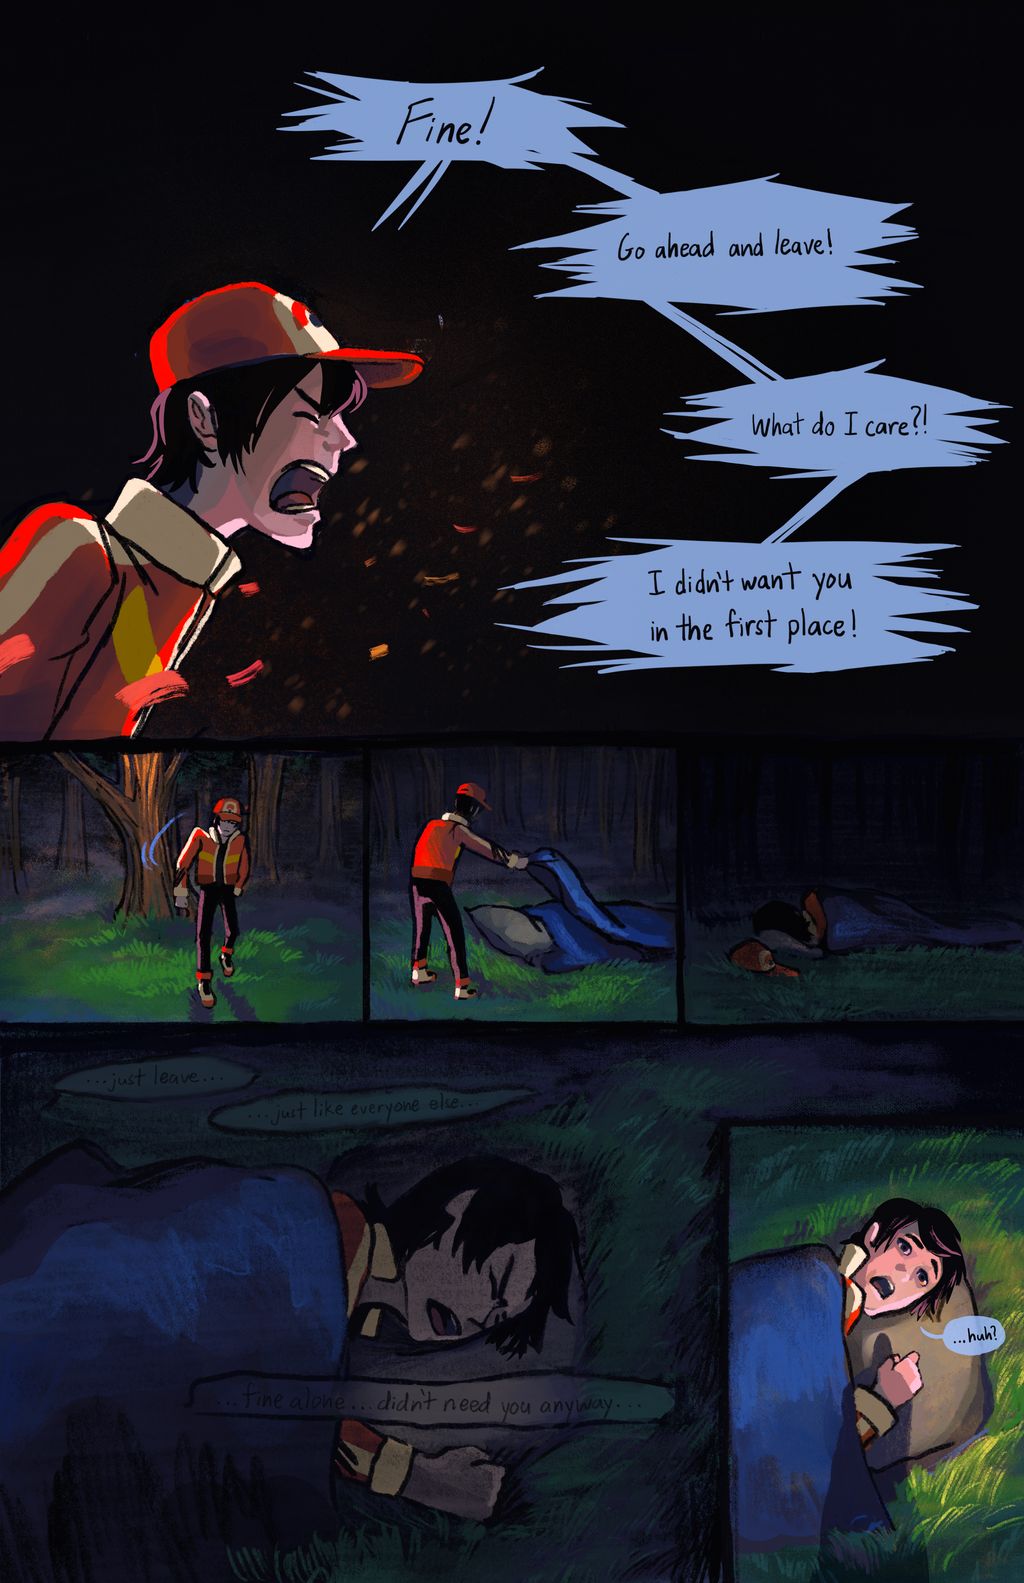 Fine!
Go ahead and leave!
What do I care?!
I didn't want you
in the first place!
...just leave...
...just like everyone else...
...fine alone...didn't need you anyway...
...huh?